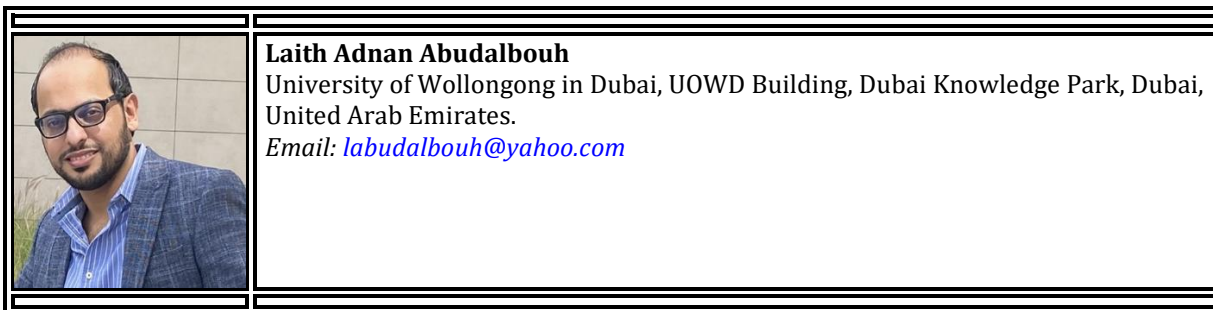 Laith Adnan Abudalbouh
University of Wollongong in Dubai, UOWD Building, Dubai Knowledge Park, Dubai,
United Arab Emirates.
Email: labudalbouh@yahoo.com